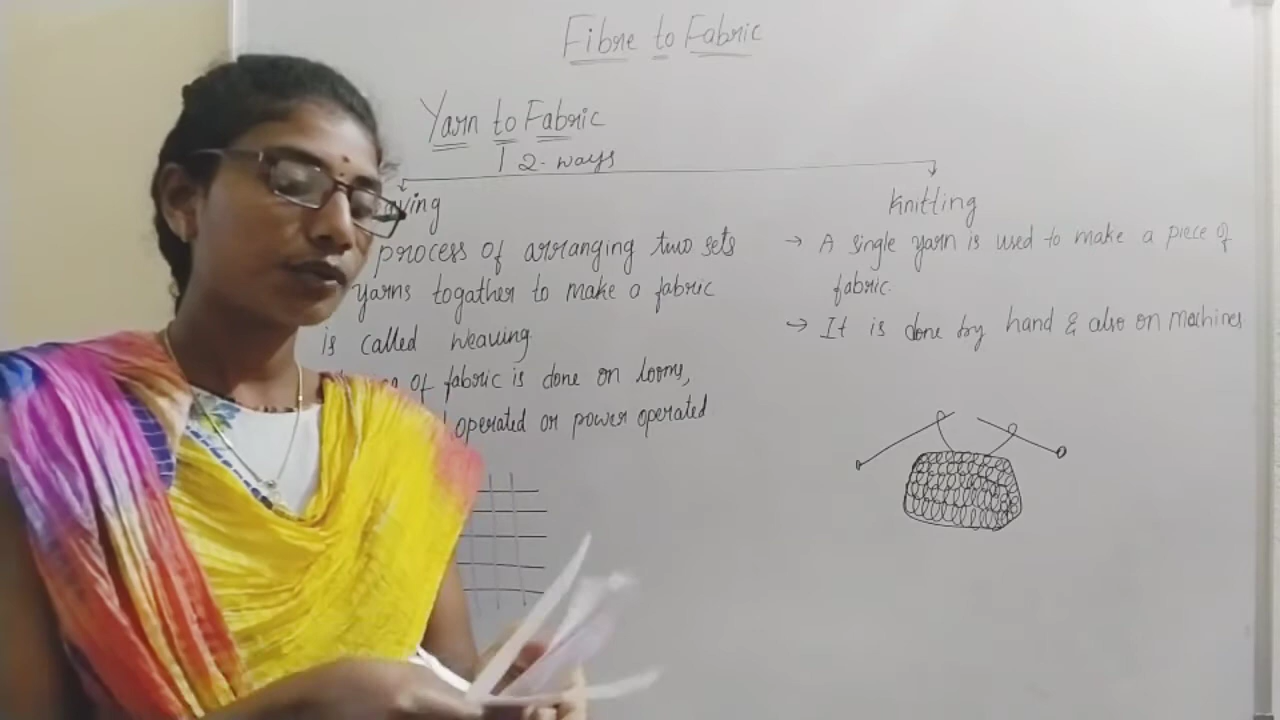 Fibre to Fabric
Yarn to Fabric
2-ways
process of arranging two sets
yarns togather to make a fabric
is called weaving.
of fabric is done on looms,
operated or power operated
Knitting
→ A single yarn is used to make a piece of
fabric.
→ It is done by hand & also on machines